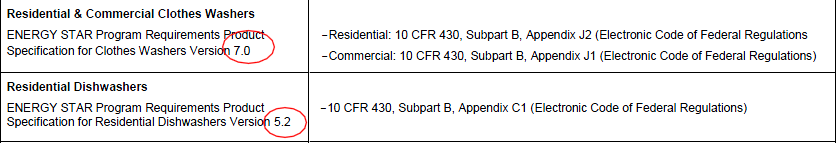 Residential & Commercial Clothes Washers
ENERGY STAR Program Requirements Product
Specification for Clothes Washers Version 7.0
–Residential: 10 CFR 430, Subpart B, Appendix J2 (Electronic Code of Federal Regulations
–Commercial: 10 CFR 430, Subpart B, Appendix J1 (Electronic Code of Federal Regulations)
Residential Dishwashers
ENERGY STAR Program Requirements Product
Specification for Residential Dishwashers Version 5.2
–10 CFR 430, Subpart B, Appendix C1 (Electronic Code of Federal Regulations)